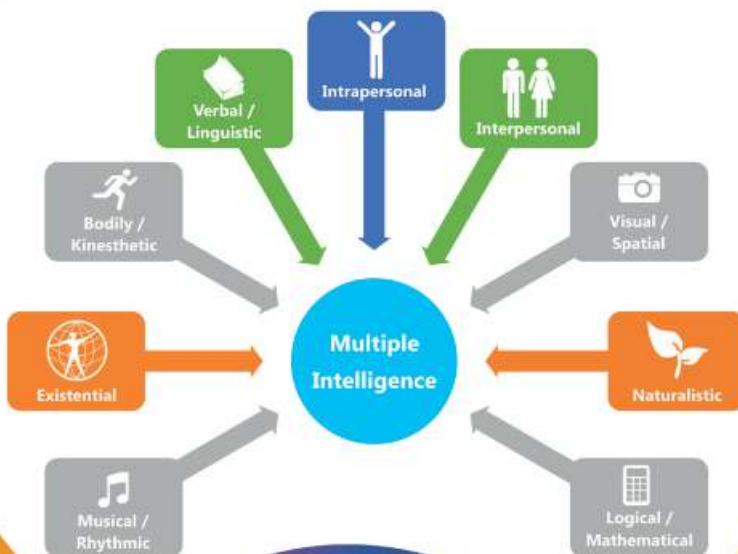 Intrapersonal
Verbal /
Linguistic
Interpersonal
Bodily /
Kinesthetic
Visual /
Spatial
Existential
Multiple
Intelligence
Naturalistic
Musical /
Rhythmic
Logical /
Mathematical